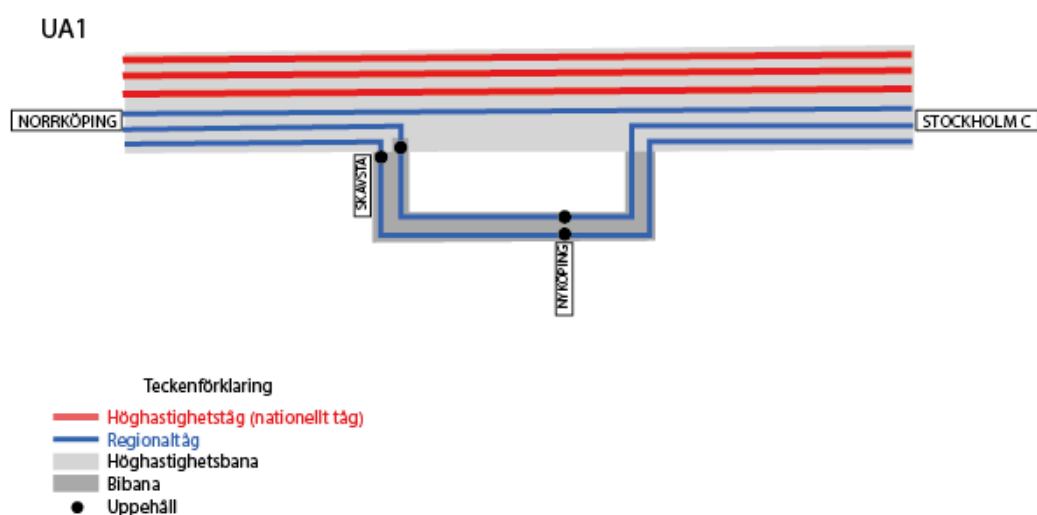 UA1
NORRKÖPING
STOCKHOLM C
SKAVSTA
NYKÖPING
Teckenförklaring
Höghastighetståg (nationellt tåg)
Regionaltåg
Höghastighetsbana
Bibana
Uppehåll